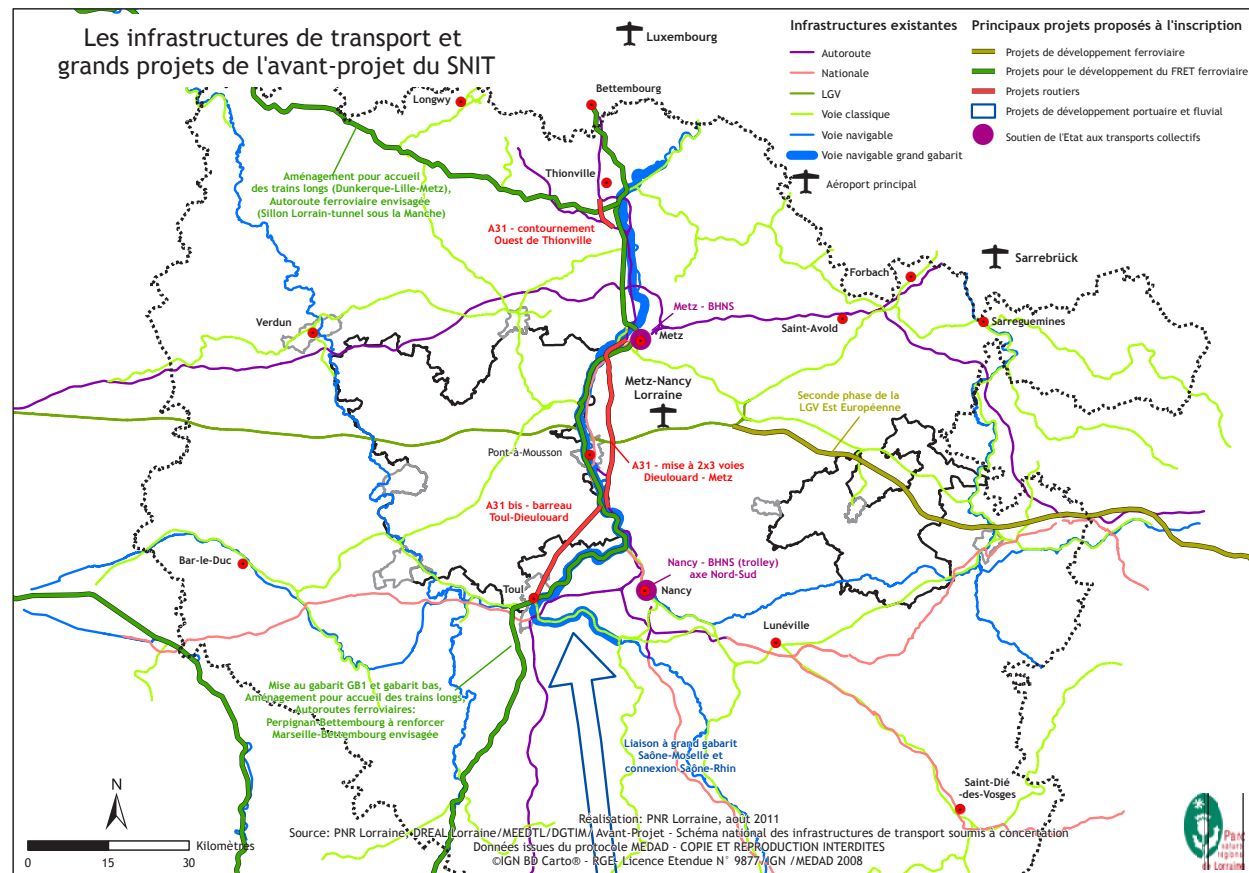 Les infrastructures de transport et
grands projets de l'avant-projet du SNIT
Infrastructures existantes
Autoroute
Nationale
LGV
Voie classique
Voie navigable
Voie navigable grand gabarit
Aéroport principal
Principaux projets proposés à l'inscription
Projets de développement ferroviaire
Projets pour le développement du FRET ferroviaire
Projets routiers
Projets de développement portuaire et fluvial
Soutien de l'Etat aux transports collectifs
Luxembourg
Longwy
Bettembourg
Thionville
Aménagement pour accueil
des trains longs (Dunkerque-Lille-Metz),
Autoroute ferroviaire envisagée
(Sillon Lorrain-tunnel sous la Manche)
A31 - contournement
Ouest de Thionville
Forbach
Sarrebrück
Verdun
Metz - BHNS
Metz
Saint-Avold
Sarreguemines
Metz-Nancy
Lorraine
Seconde phase de la
LGV Est Européenne
Pont-à-Mousson
A31 - mise à 2x3 voies
Dieulouard - Metz
A31 bis - barreau
Toul-Dieulouard
Bar-le-Duc
Toul
Nancy - BHNS (trolley)
axe Nord-Sud
Nancy
Lunéville
Mise au gabarit GB1 et gabarit bas,
Aménagement pour accueil des trains longs,
Autoroutes ferroviaires:
Perpignan-Bettembourg à renforcer
Marseille-Bettembourg envisagée
Liaison à grand gabarit
Saône-Moselle et
connexion Saône-Rhin
Saint-Dié
-des-Vosges
N
0 15 30 Kilomètres
Réalisation: PNR Lorraine, août 2011
Source: PNR Lorraine/ DREAL Lorraine/MEEDTL/DGTIM/ Avant-Projet - Schéma national des infrastructures de transport soumis à concertation
Données issues du protocole MEDAD - COPIE ET REPRODUCTION INTERDITES
©IGN BD Carto® - RGE- Licence Etendue N° 9877/IGN /MEDAD 2008
Parc
naturel
régional
de Lorraine